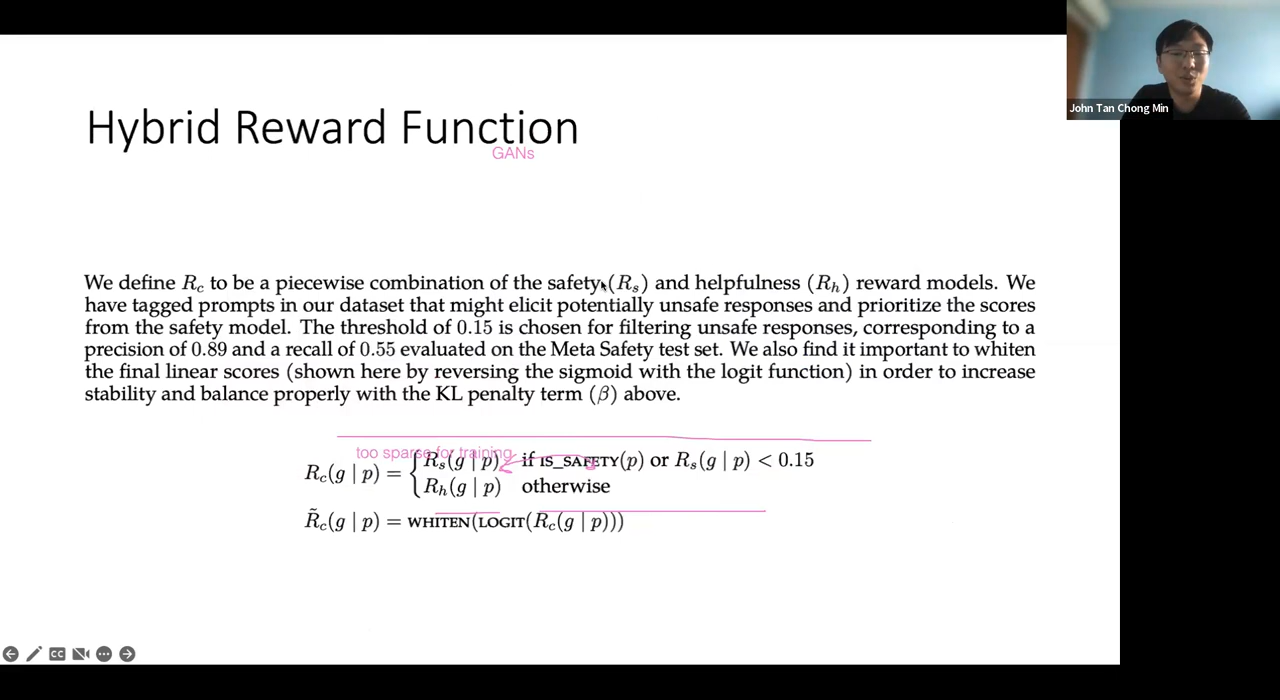 John Tan Chong Min
Hybrid Reward Function
GANs
We define R_c to be a piecewise combination of the safety (R_s) and helpfulness (R_h) reward models. We
have tagged prompts in our dataset that might elicit potentially unsafe responses and prioritize the scores
from the safety model. The threshold of 0.15 is chosen for filtering unsafe responses, corresponding to a
precision of 0.89 and a recall of 0.55 evaluated on the Meta Safety test set. We also find it important to whiten
the final linear scores (shown here by reversing the sigmoid with the logit function) in order to increase
stability and balance properly with the KL penalty term (β) above.
too sparse for training
R_c(g | p) = { R_s(g | p) if IS_SAFETY(p) or R_s(g | p) < 0.15
R_h(g | p) otherwise
R̃_c(g | p) = WHITEN(LOGIT(R_c(g | p)))
CC